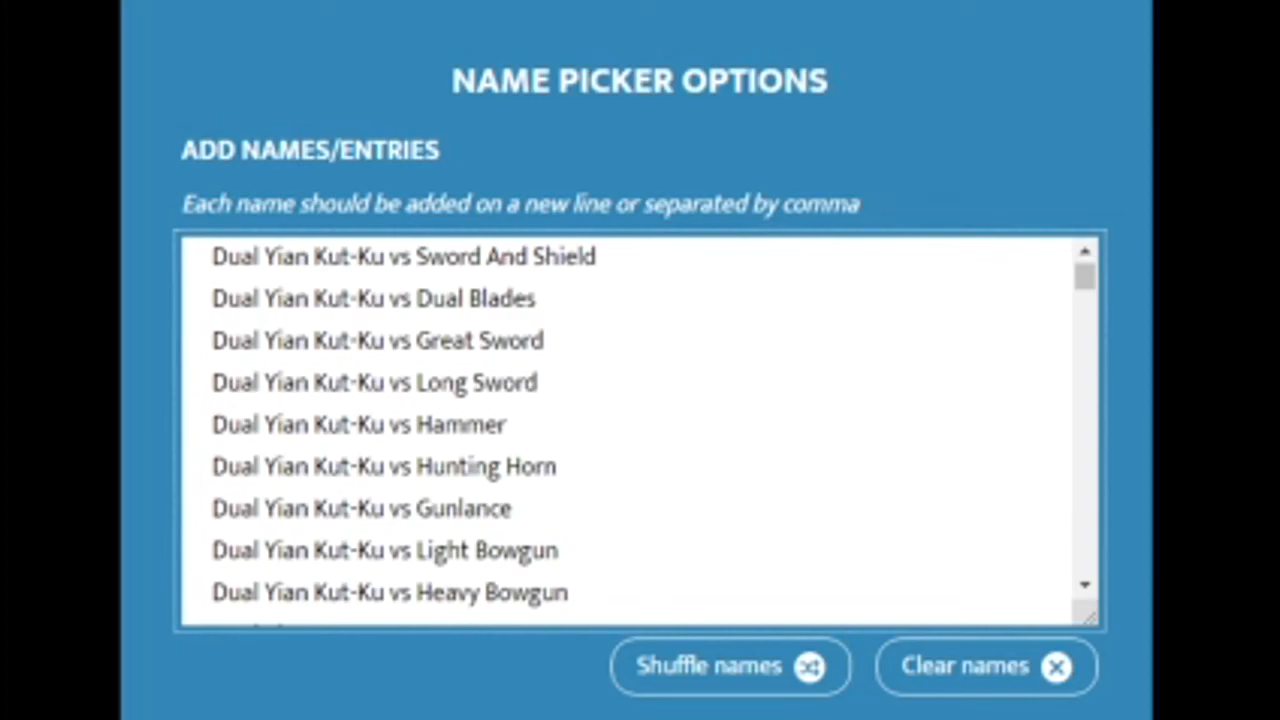 NAME PICKER OPTIONS
ADD NAMES/ENTRIES
Each name should be added on a new line or separated by comma
Dual Yian Kut-Ku vs Sword And Shield
Dual Yian Kut-Ku vs Dual Blades
Dual Yian Kut-Ku vs Great Sword
Dual Yian Kut-Ku vs Long Sword
Dual Yian Kut-Ku vs Hammer
Dual Yian Kut-Ku vs Hunting Horn
Dual Yian Kut-Ku vs Gunlance
Dual Yian Kut-Ku vs Light Bowgun
Dual Yian Kut-Ku vs Heavy Bowgun
Shuffle names
Clear names